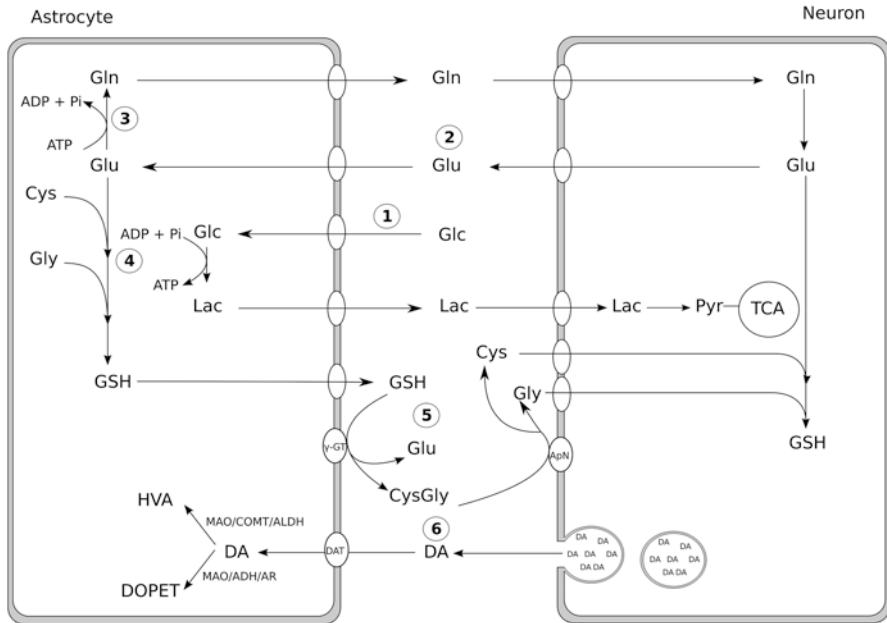 Astrocyte
Neuron
Gln
Gln
Gln
ADP + Pi
3
ATP
2
Glu
Glu
Glu
Cys
1
ADP + Pi
Glc
Glc
Gly
4
ATP
Lac
Lac
Lac
Pyr
TCA
Cys
GSH
GSH
Gly
5
γ-GT
Glu
GSH
ApN
CysGly
HVA
MAO/COMT/ALDH
6
DA
DAT
DA
MAO/ADH/AR
DOPET
DA DA
DA DA DA DA
DA DA
DA DA
DA DA DA DA
DA DA